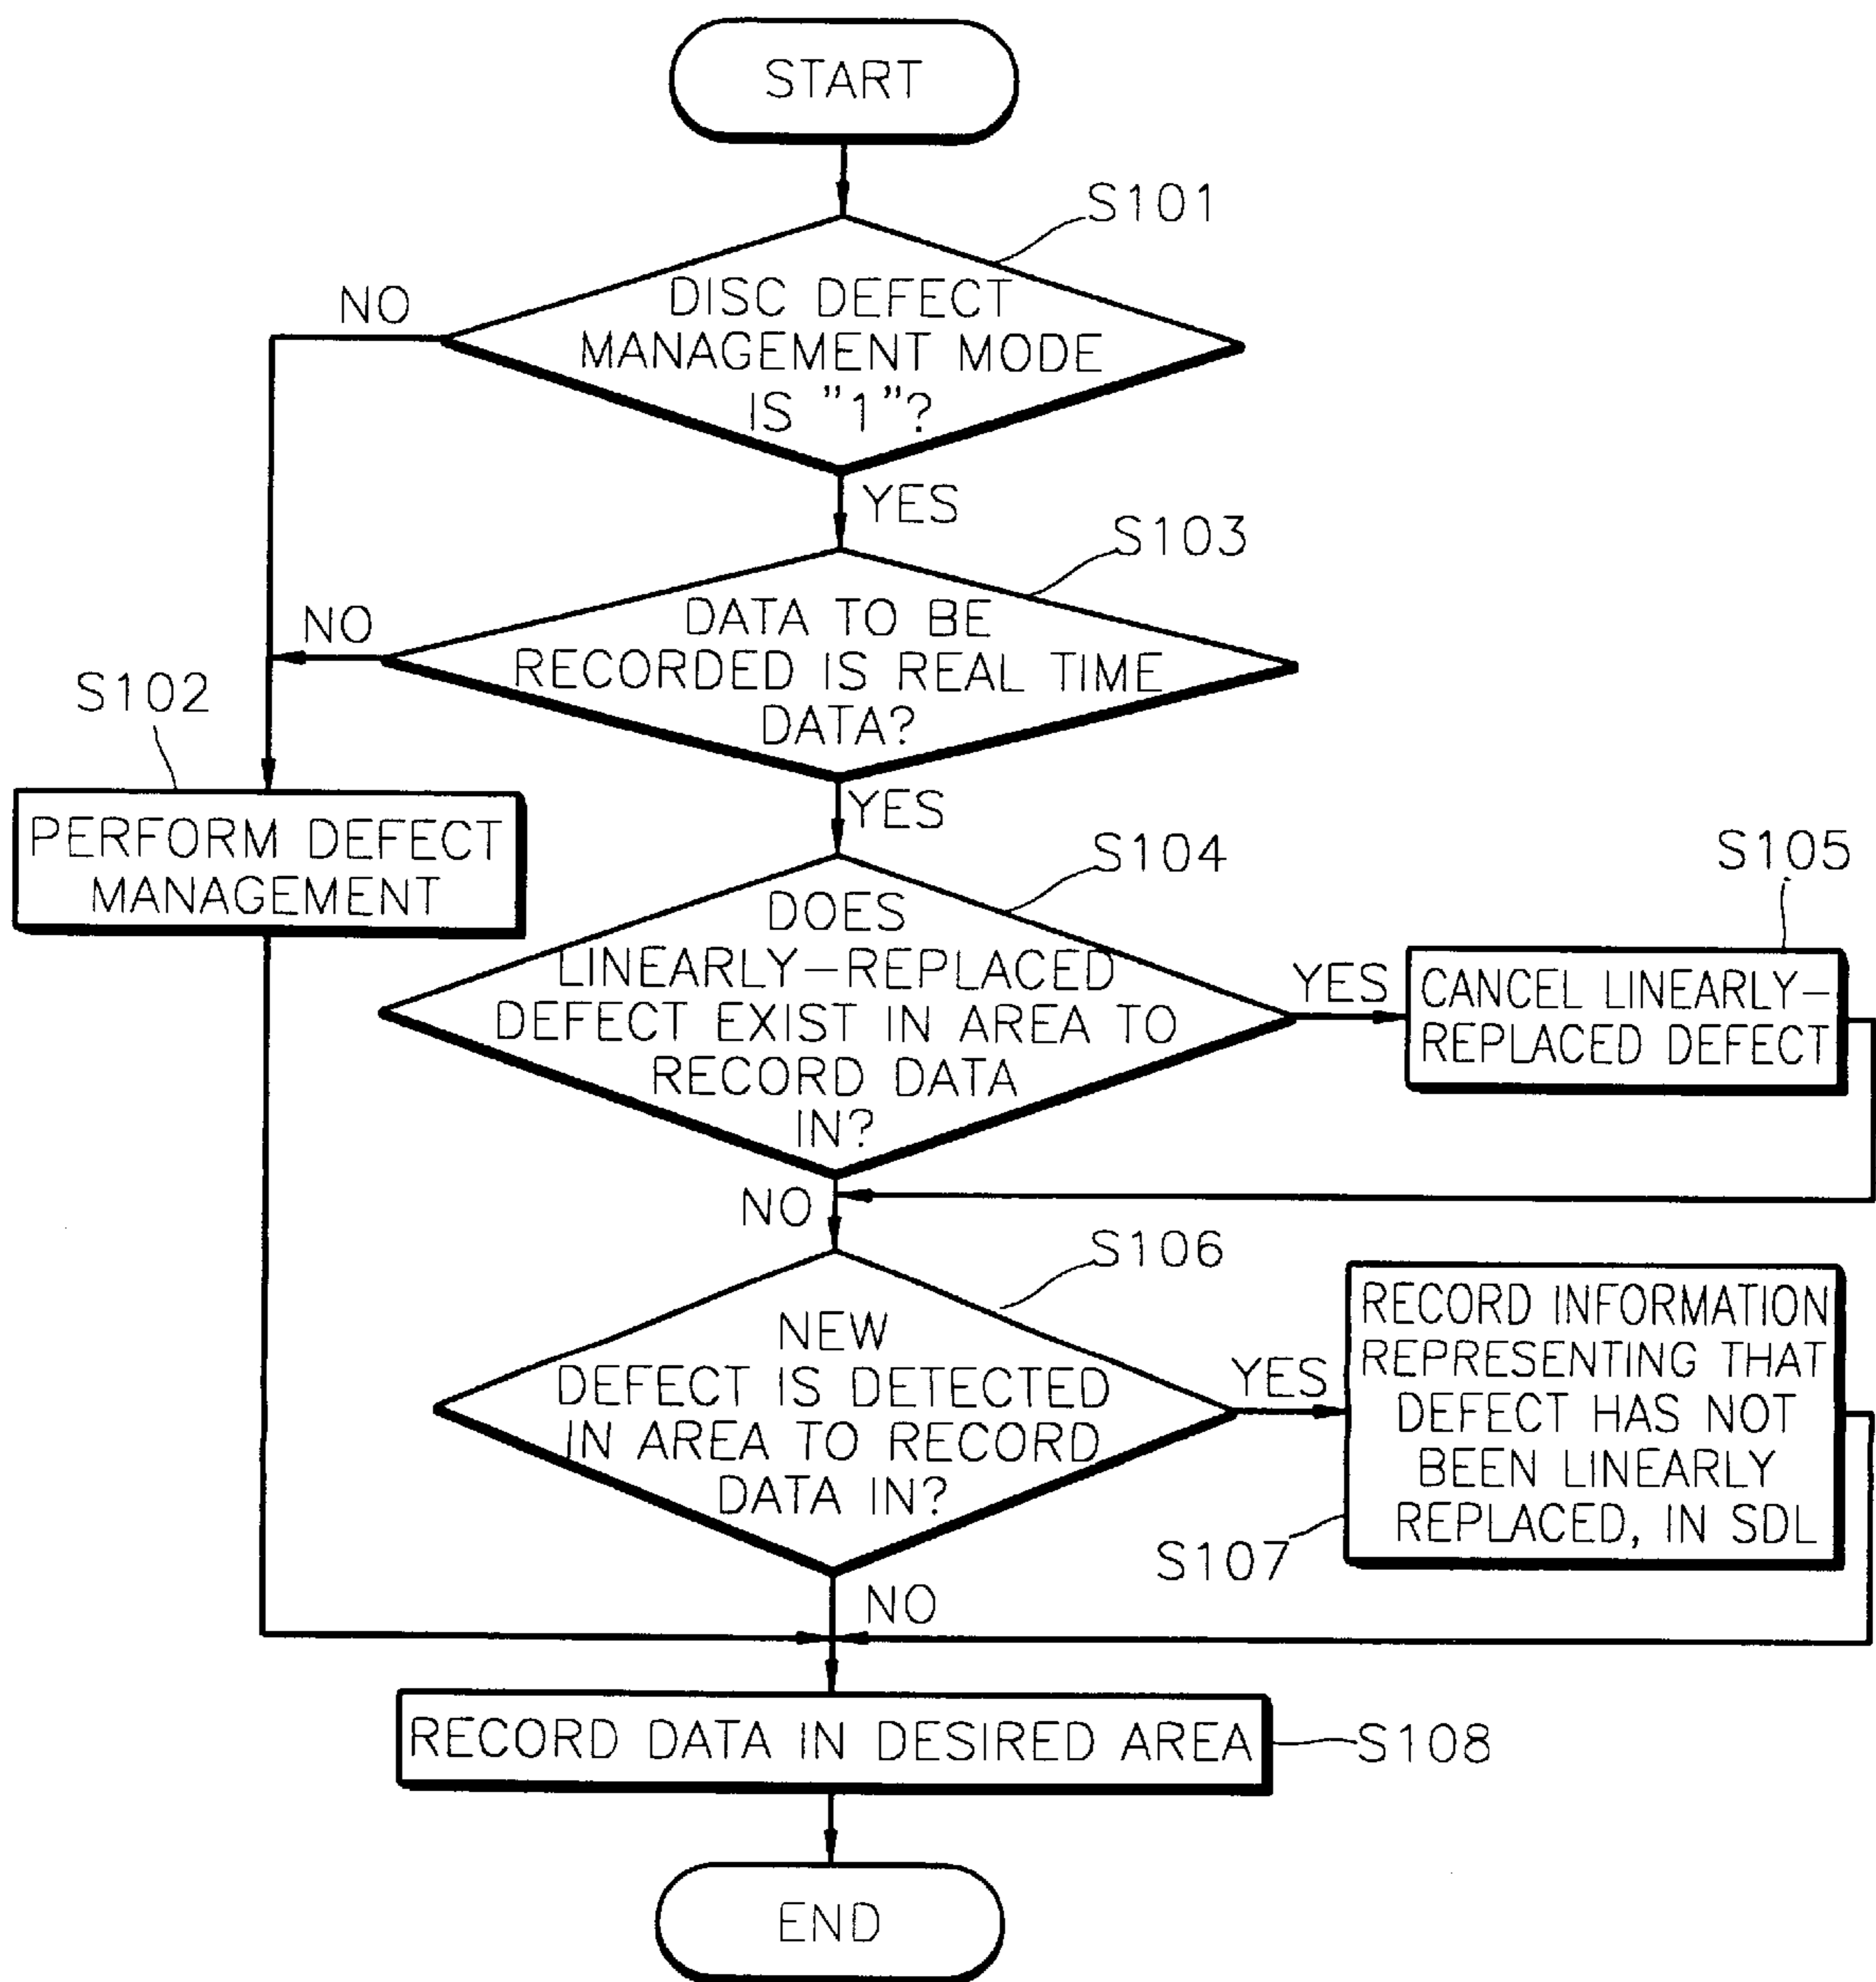 START
S101
DISC DEFECT
MANAGEMENT MODE
IS "1"?
NO
YES
S103
DATA TO BE
RECORDED IS REAL TIME
DATA?
NO
S102
YES
PERFORM DEFECT
MANAGEMENT
S104
DOES
LINEARLY-REPLACED
DEFECT EXIST IN AREA TO
RECORD DATA
IN?
YES
S105
CANCEL LINEARLY-
REPLACED DEFECT
NO
S106
NEW
DEFECT IS DETECTED
IN AREA TO RECORD
DATA IN?
YES
RECORD INFORMATION
REPRESENTING THAT
DEFECT HAS NOT
BEEN LINEARLY
REPLACED, IN SDL
S107
NO
RECORD DATA IN DESIRED AREA
S108
END